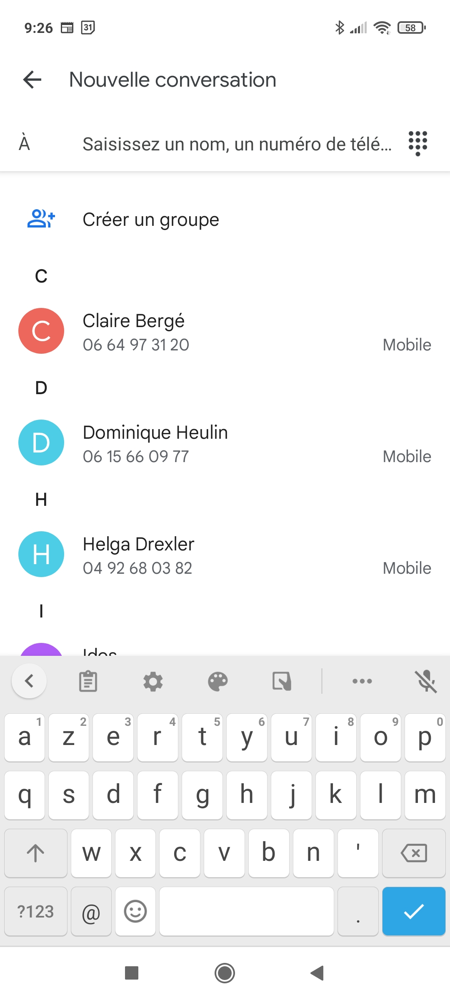 9:26 31 58
Nouvelle conversation
À Saisissez un nom, un numéro de télé...
Créer un groupe
C
C Claire Bergé
06 64 97 31 20 Mobile
D
D Dominique Heulin
06 15 66 09 77 Mobile
H
H Helga Drexler
04 92 68 03 82 Mobile
I
1 2 3 4 5 6 7 8 9 0
a z e r t y u i o p
q s d f g h j k l m
w x c v b n '
?123 @ .